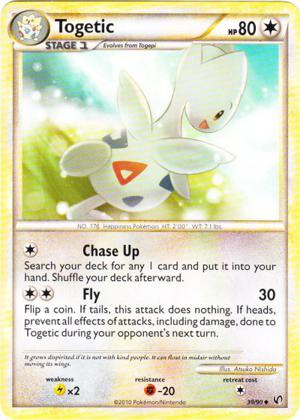 Togetic
HP 80
STAGE 1
Evolves from Togepi
NO. 176 Happiness Pokémon HT: 2'00" WT: 7.1 lbs.
Chase Up
Search your deck for any 1 card and put it into your
hand. Shuffle your deck afterward.
Fly 30
Flip a coin. If tails, this attack does nothing. If heads,
prevent all effects of attacks, including damage, done to
Togetic during your opponent's next turn.
It grows dispirited if it is not with kind people. It can float in midair without
moving its wings.
Illus. Atsuko Nishida
weakness resistance retreat cost
×2 -20
©2010 Pokémon/Nintendo 39/90